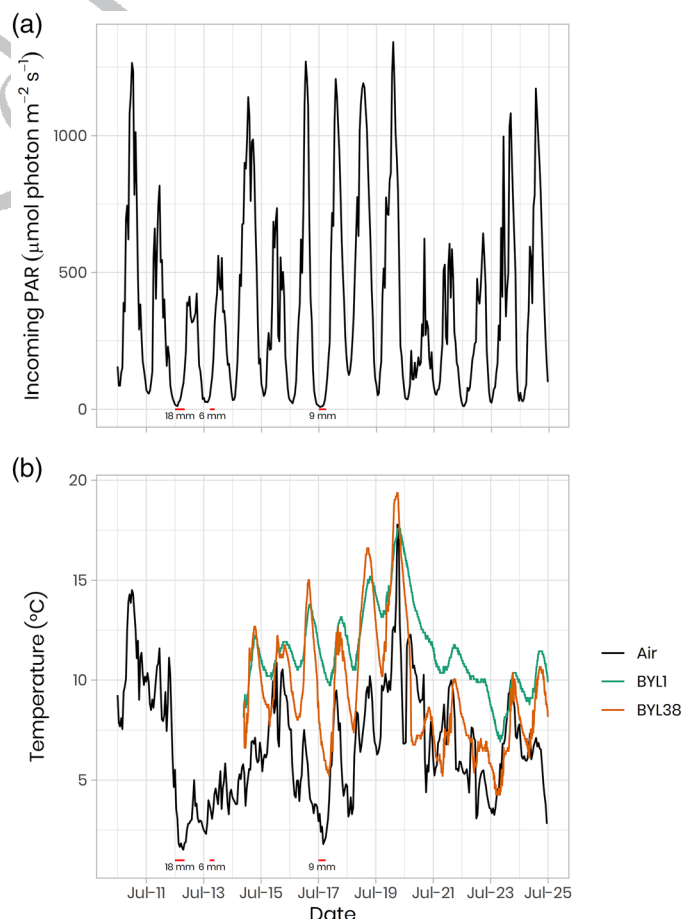 (a)
Incoming PAR (μmol photon m−2 s−1)
1000
500
0
18 mm 6 mm 9 mm
(b)
Temperature (°C)
20
15
10
5
18 mm 6 mm 9 mm
Air
BYL1
BYL38
Jul−11 Jul−13 Jul−15 Jul−17 Jul−19 Jul−21 Jul−23 Jul−25
Date